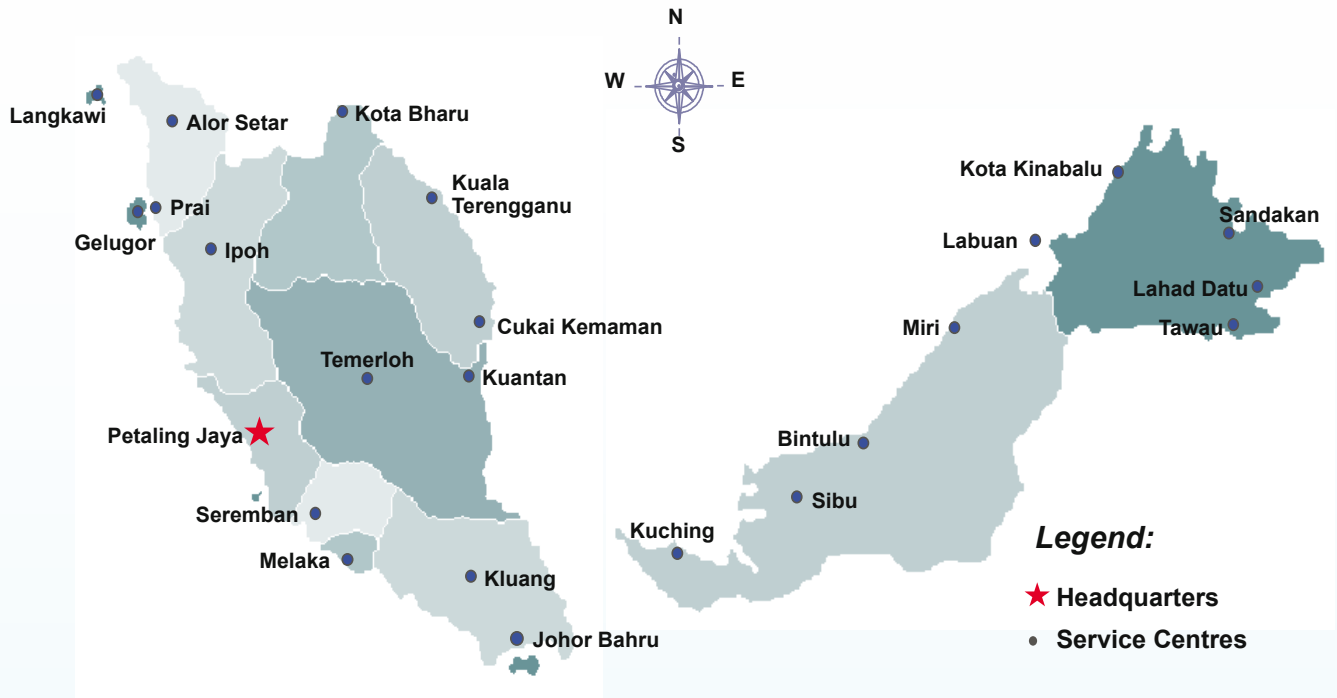 N
W
E
S
Langkawi
Alor Setar
Kota Bharu
Kuala
Terengganu
Prai
Gelugor
Ipoh
Cukai Kemaman
Temerloh
Kuantan
Petaling Jaya
Seremban
Melaka
Kluang
Johor Bahru
Kota Kinabalu
Sandakan
Labuan
Lahad Datu
Miri
Tawau
Bintulu
Sibu
Kuching
Legend:
Headquarters
Service Centres